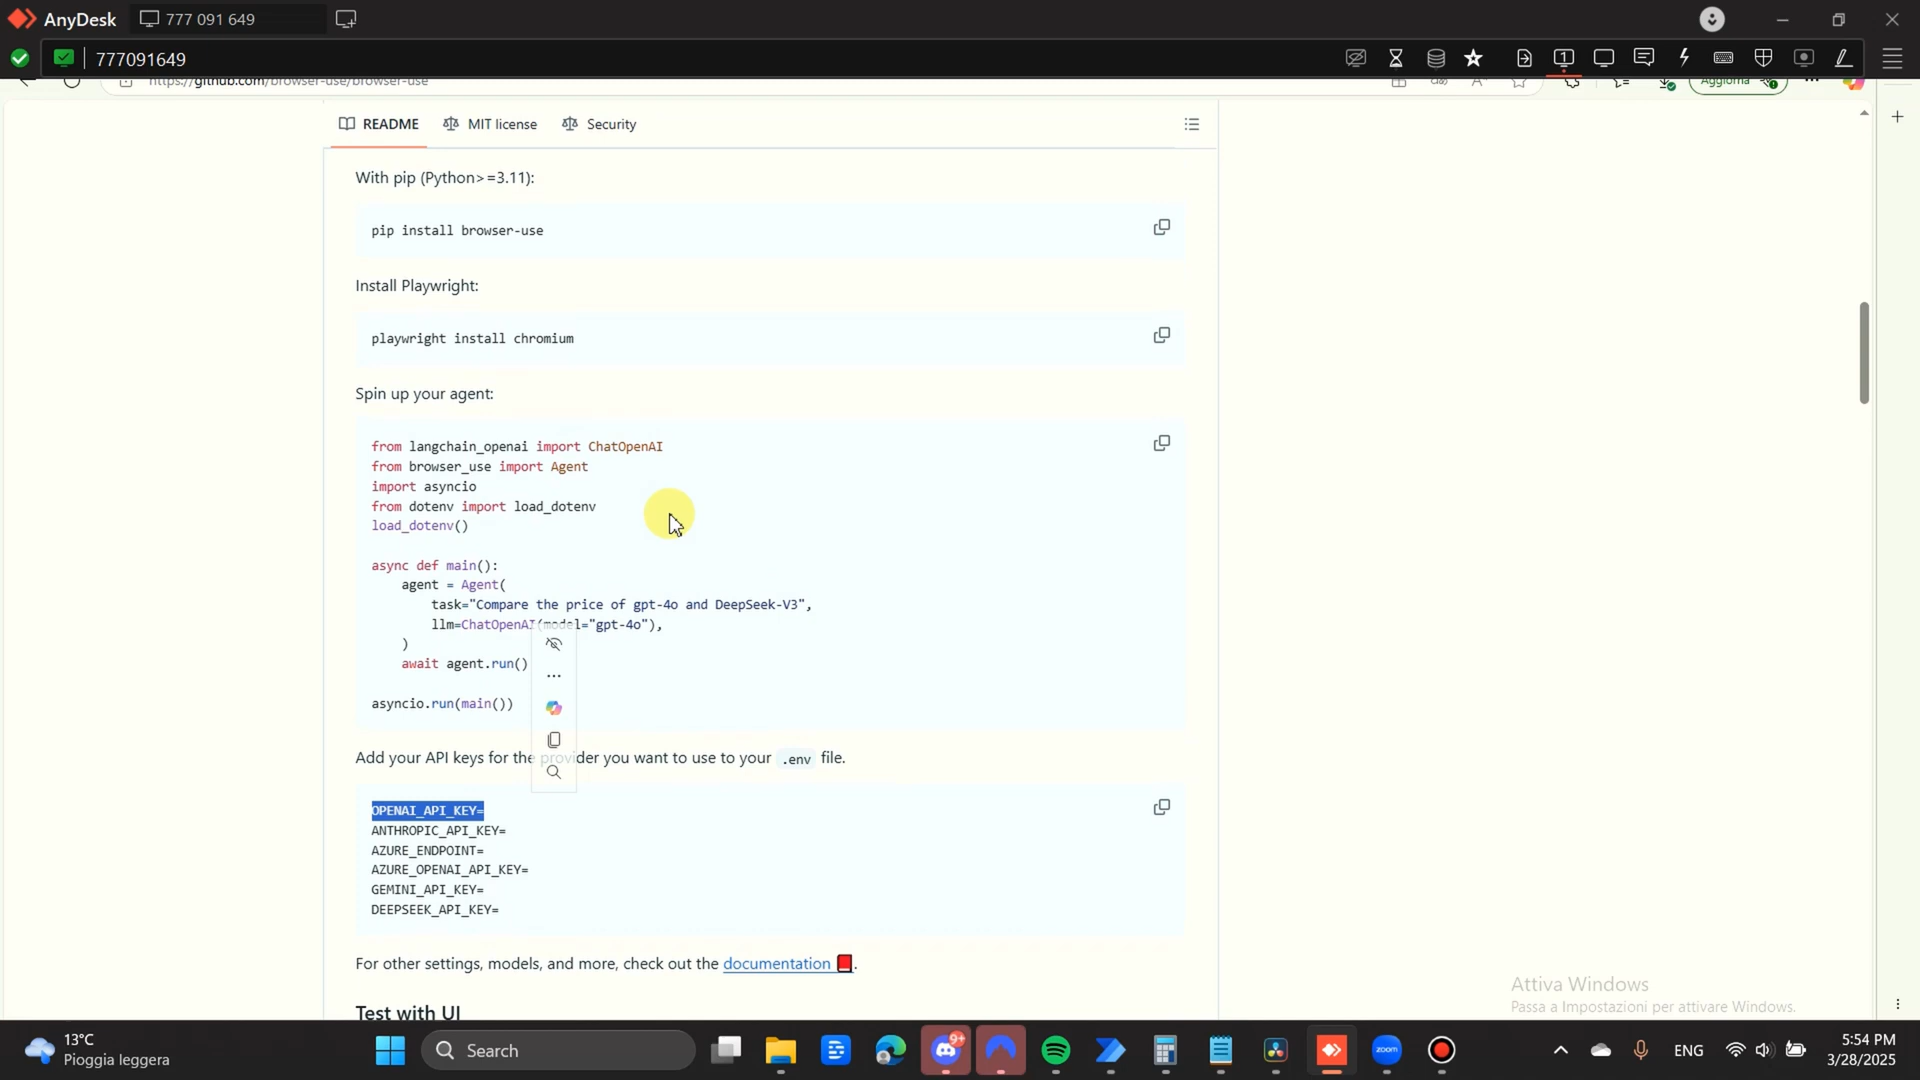 AnyDesk
777 091 649
777091649
https://github.com/browser-use/browser-use
Aggiorna
README
MIT license
Security
With pip (Python>=3.11):
pip install browser-use
Install Playwright:
playwright install chromium
Spin up your agent:
from langchain_openai import ChatOpenAI
from browser_use import Agent
import asyncio
from dotenv import load_dotenv
load_dotenv()
async def main():
agent = Agent(
task="Compare the price of gpt-4o and DeepSeek-V3",
llm=ChatOpenAI(model="gpt-4o"),
)
await agent.run()
asyncio.run(main())
Add your API keys for the provider you want to use to your .env file.
OPENAI_API_KEY=
ANTHROPIC_API_KEY=
AZURE_ENDPOINT=
AZURE_OPENAI_API_KEY=
GEMINI_API_KEY=
DEEPSEEK_API_KEY=
For other settings, models, and more, check out the documentation 📕.
Test with UI
Attiva Windows
Passa a Impostazioni per attivare Windows.
13°C
Pioggia leggera
Search
9+
zoom
ENG
5:54 PM
3/28/2025